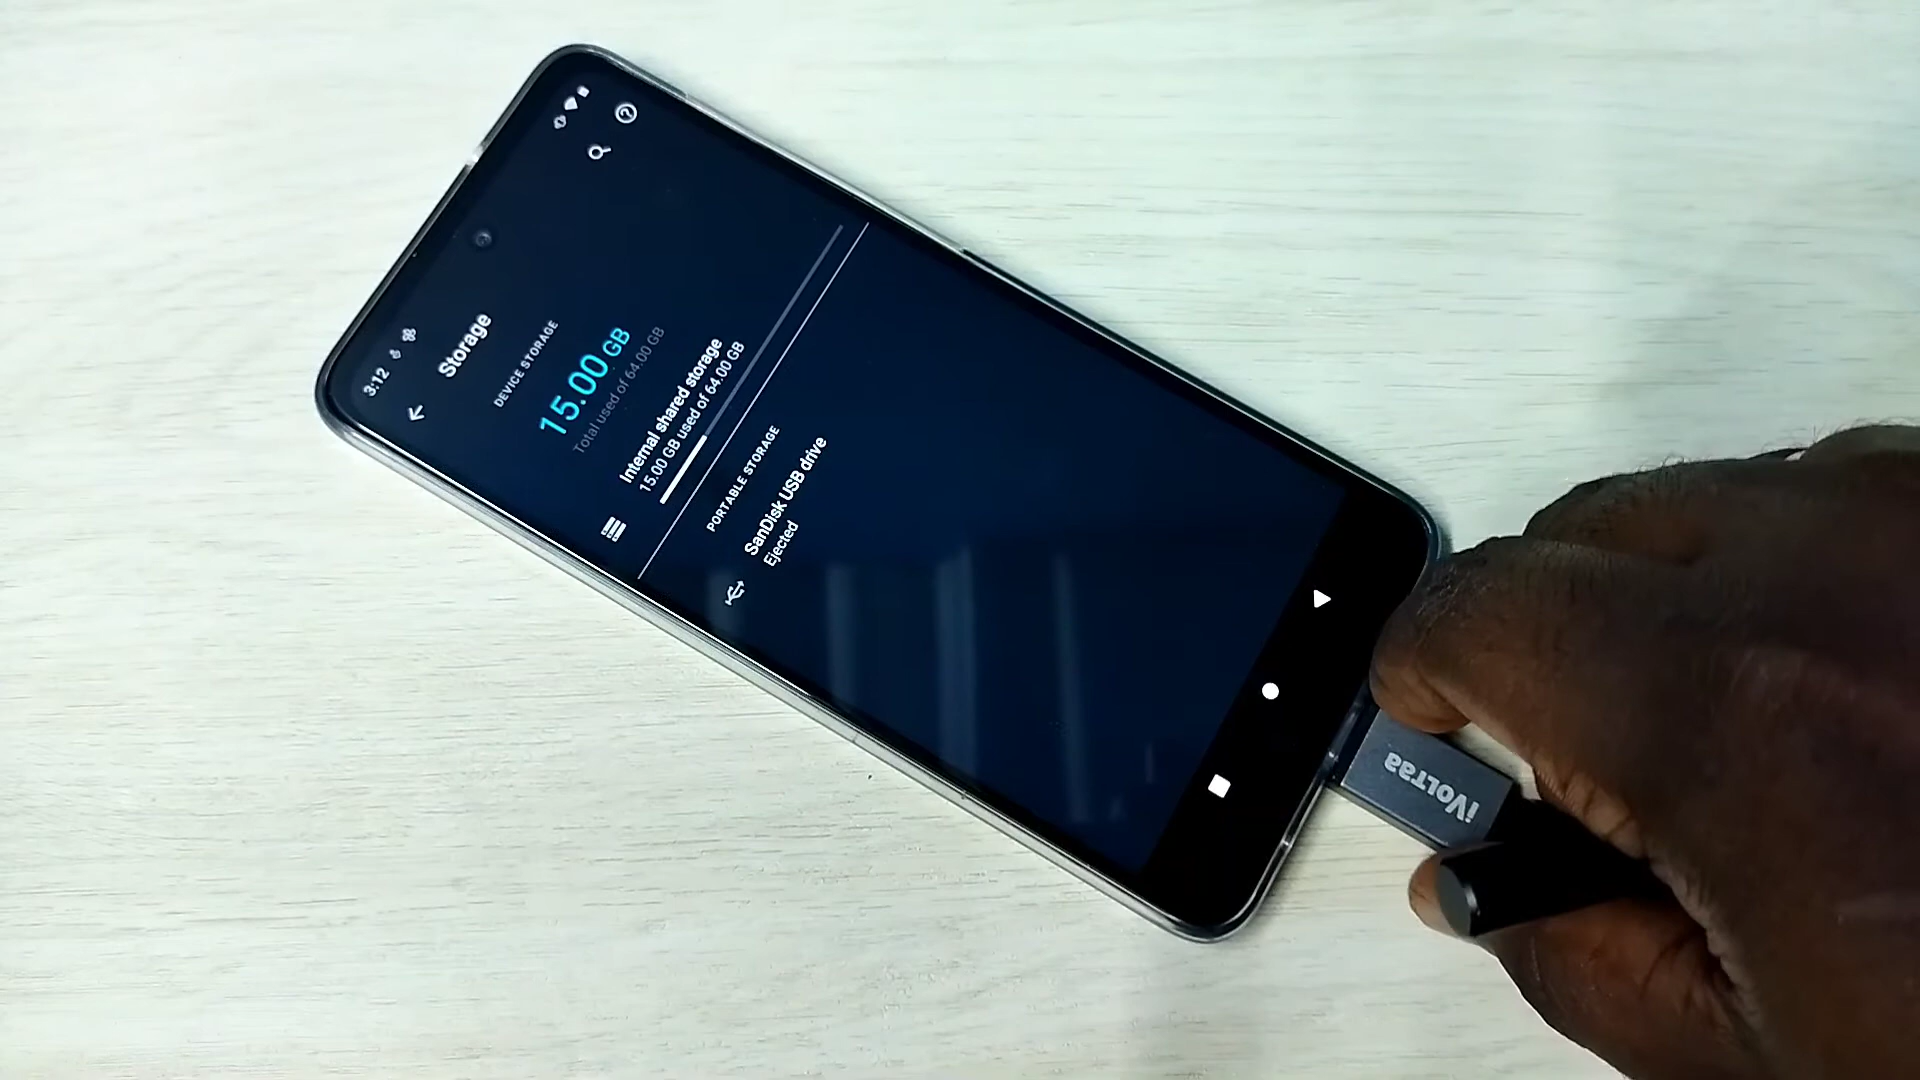 3:12
Storage
DEVICE STORAGE
15.00 GB
Total used of 64.00 GB
Internal shared storage
15.00 GB used of 64.00 GB
PORTABLE STORAGE
SanDisk USB drive
Ejected
iVOLTAA